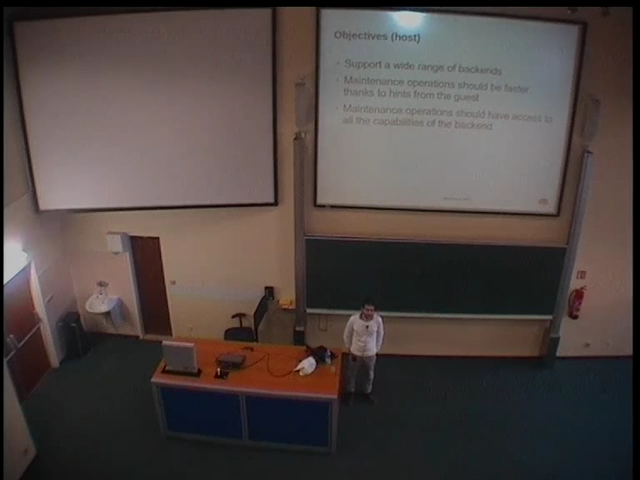 Objectives (host)
Support a wide range of backends
Maintenance operations should be faster
thanks to hints from the guest
Maintenance operations should have access to
all the capabilities of the backend